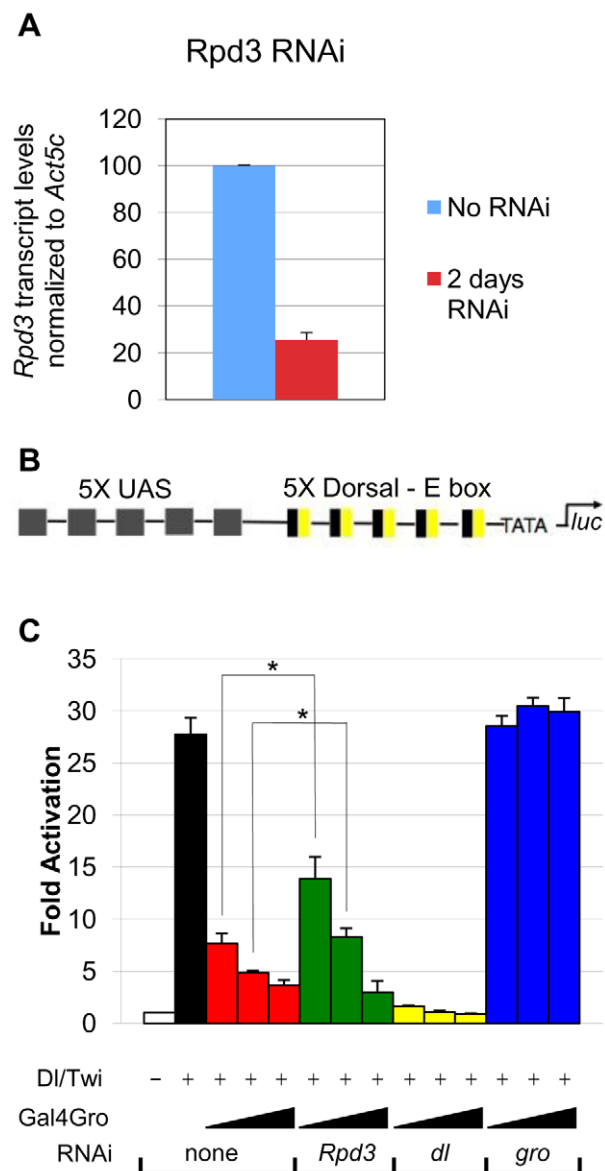 A
Rpd3 RNAi
Rpd3 transcript levels
normalized to Act5c
120
100
80
60
40
20
0
No RNAi
2 days
RNAi
B
5X UAS
5X Dorsal - E box
TATA
luc
C
Fold Activation
35
30
25
20
15
10
5
0
*
*
Dl/Twi − + + + + + + + + + + + + +
Gal4Gro
RNAi none Rpd3 dl gro